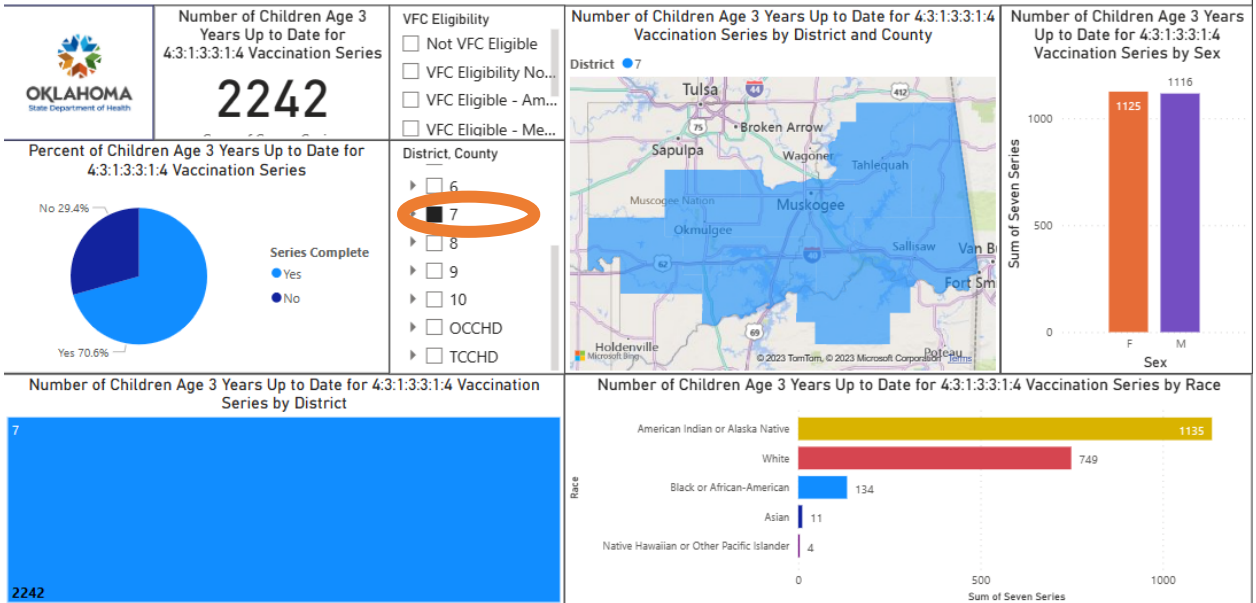 OKLAHOMA
State Department of Health
Number of Children Age 3
Years Up to Date for
4:3:1:3:3:1:4 Vaccination Series
2242
VFC Eligibility
Not VFC Eligible
VFC Eligibility No...
VFC Eligible - Am...
VFC Eligible - Me...
Percent of Children Age 3 Years Up to Date for
4:3:1:3:3:1:4 Vaccination Series
No 29.4%
Yes 70.6%
Series Complete
Yes
No
District, County
6
7
8
9
10
OCCHD
TCCHD
Number of Children Age 3 Years Up to Date for 4:3:1:3:3:1:4
Vaccination Series by District and County
District 7
Tulsa
44
412
75
Broken Arrow
Sapulpa
Wagoner
Tahlequah
Muscogee Nation
Muskogee
Okmulgee
Sallisaw
Van B
62
40
Fort Sm
69
Holdenville
Poteau
Microsoft Bing
© 2023 TomTom, © 2023 Microsoft Corporation Terms
Number of Children Age 3 Years
Up to Date for 4:3:1:3:3:1:4
Vaccination Series by Sex
Sum of Seven Series
1000
500
0
1125
1116
F
M
Sex
Number of Children Age 3 Years Up to Date for 4:3:1:3:3:1:4 Vaccination
Series by District
7
2242
Number of Children Age 3 Years Up to Date for 4:3:1:3:3:1:4 Vaccination Series by Race
Race
American Indian or Alaska Native
1135
White
749
Black or African-American
134
Asian
11
Native Hawaiian or Other Pacific Islander
4
0
500
1000
Sum of Seven Series